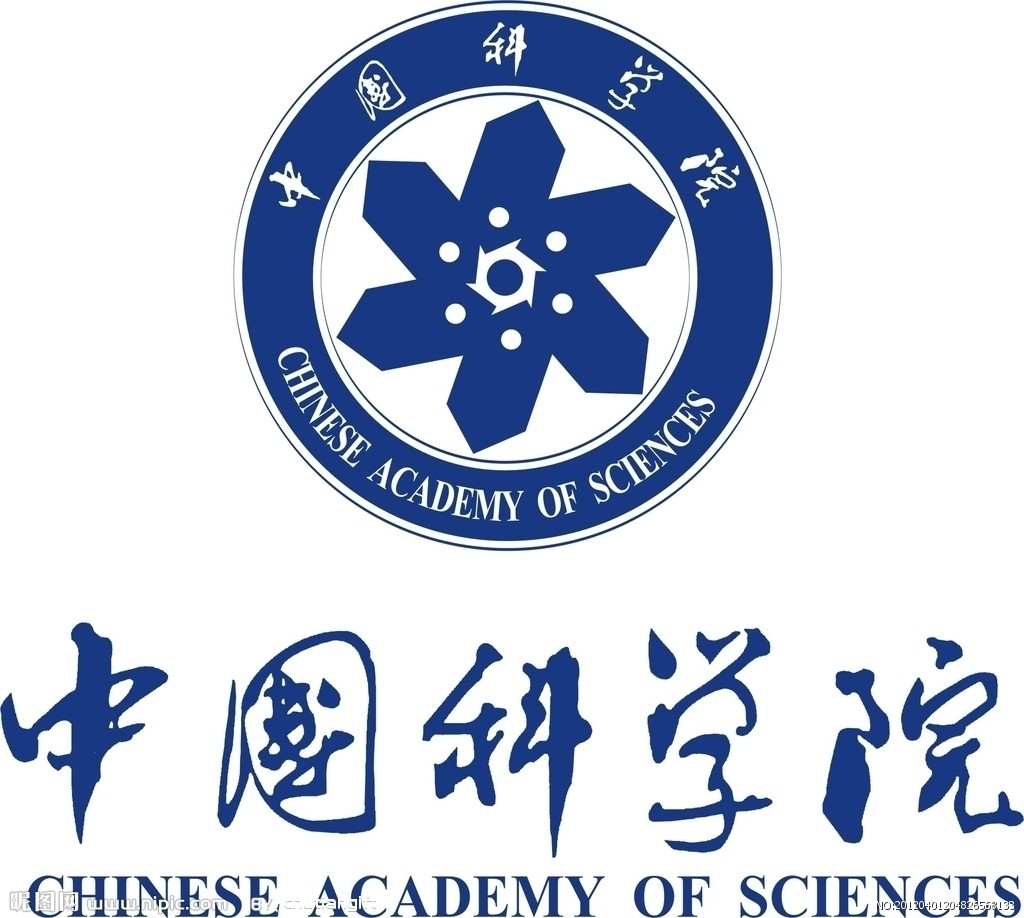 中國科学院
CHINESE ACADEMY OF SCIENCES
中國科学院
CHINESE ACADEMY OF SCIENCES
昵图网 www.nipic.com